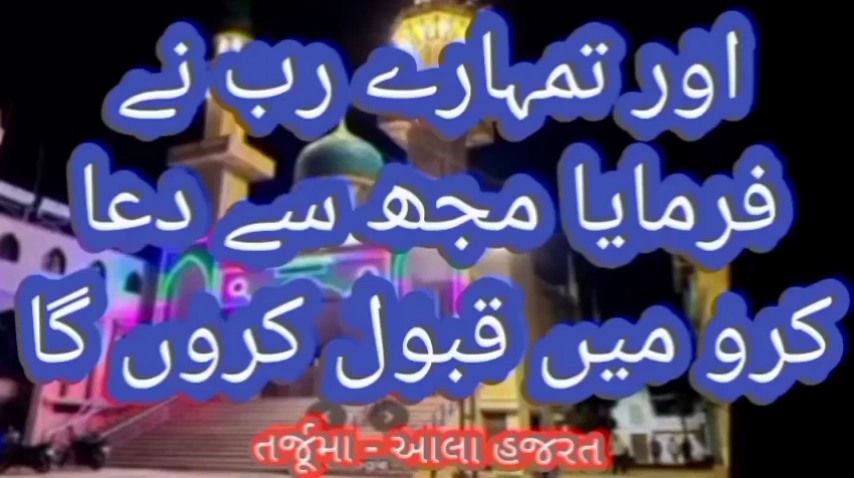 اور تمہارے رب نے
فرمایا مجھ سے دعا
کرو میں قبول کروں گا
તર્જૂમા - આલા હજરત